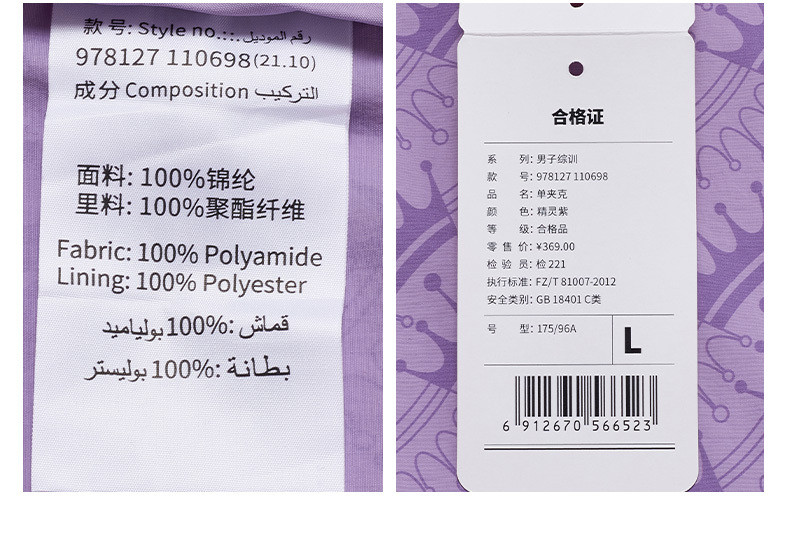 款号: Style no.::. رقم الموديل
978127 110698(21.10)
成分 Composition التركيب
面料: 100%锦纶
里料: 100%聚酯纤维
Fabric: 100% Polyamide
Lining: 100% Polyester
قماش :%100بولياميد
بطانة :%100بوليستر
合格证
系 列: 男子综训
款 号: 978127 110698
品 名: 单夹克
颜 色: 精灵紫
等 级: 合格品
零 售 价: ¥369.00
检 验 员: 检 221
执行标准: FZ/T 81007-2012
安全类别: GB 18401 C类
号 型: 175/96A
L
6 912670 566523